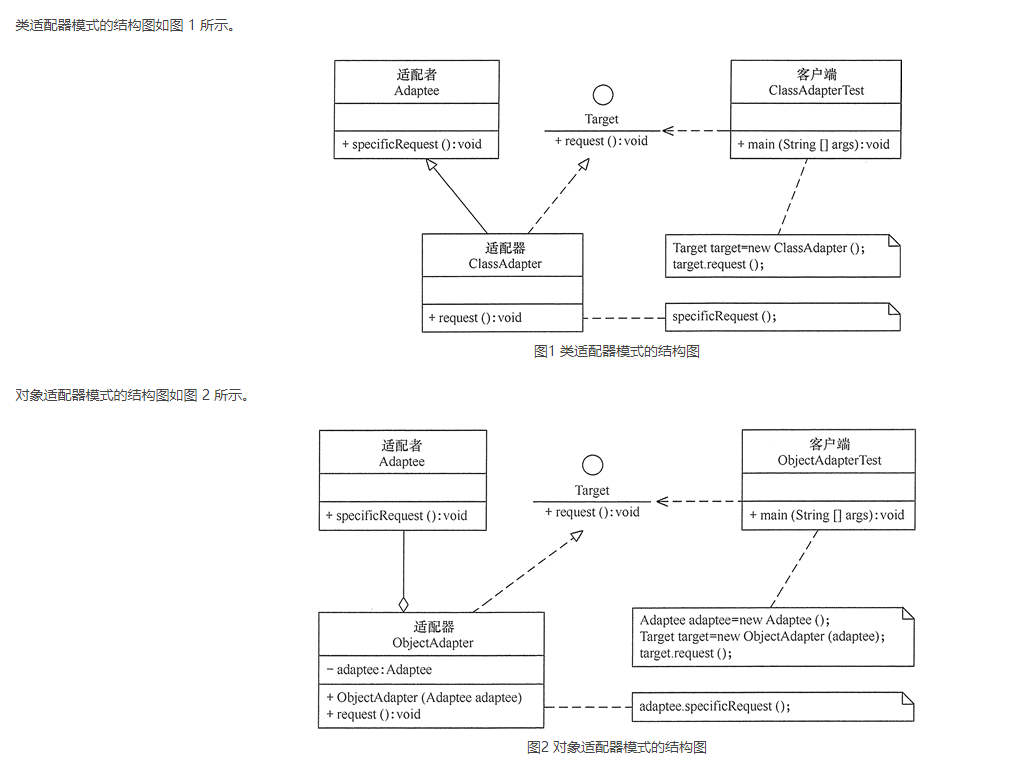 类适配器模式的结构图如图 1 所示。
适配者
Adaptee
+ specificRequest ():void
Target
+ request ():void
客户端
ClassAdapterTest
+ main (String [] args):void
适配器
ClassAdapter
+ request ():void
Target target=new ClassAdapter ();
target.request ();
specificRequest ();
图1 类适配器模式的结构图
对象适配器模式的结构图如图 2 所示。
适配者
Adaptee
+ specificRequest ():void
Target
+ request ():void
客户端
ObjectAdapterTest
+ main (String [] args):void
适配器
ObjectAdapter
− adaptee:Adaptee
+ ObjectAdapter (Adaptee adaptee)
+ request ():void
Adaptee adaptee=new Adaptee ();
Target target=new ObjectAdapter (adaptee);
target.request ();
adaptee.specificRequest ();
图2 对象适配器模式的结构图